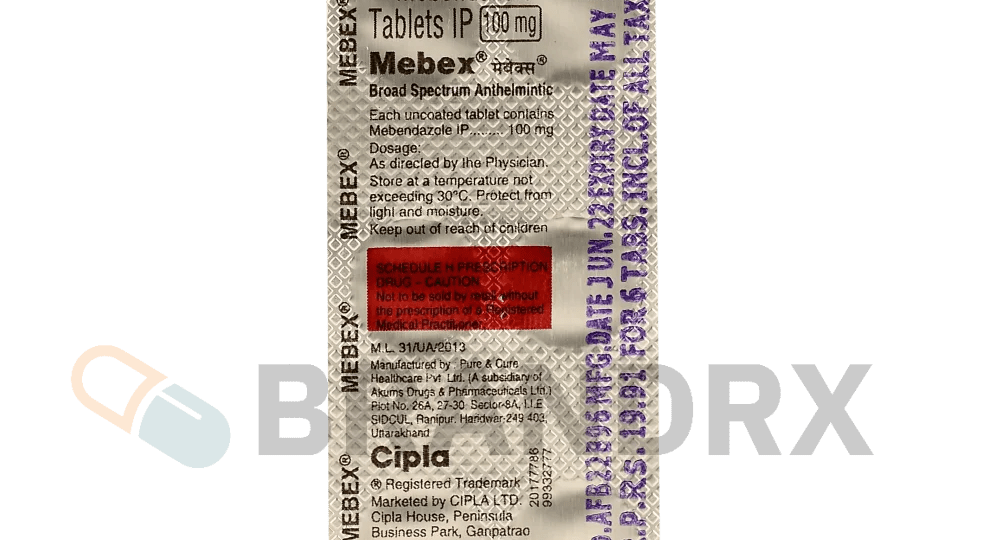 Tablets IP 100 mg
Mebex® मेबेक्स®
Broad Spectrum Anthelmintic
Each uncoated tablet contains
Mebendazole IP......... 100 mg
Dosage:
As directed by the Physician.
Store at a temperature not
exceeding 30°C. Protect from
light and moisture.
Keep out of reach of children
SCHEDULE H PRESCRIPTION
DRUG - CAUTION
Not to be sold by retail without
the prescription of a Registered
Medical Practitioner
M.L. 31/UA/2013
Manufactured by : Pure & Cure
Healthcare Pvt. Ltd. (A subsidiary of
Akums Drugs & Pharmaceuticals Ltd.)
Plot No. 26A, 27-30 Sector-8A, I.I.E.
SIDCUL, Ranipur, Haridwar-249 403,
Uttarakhand
Cipla
® Registered Trademark
Marketed by CIPLA LTD.
Cipla House, Peninsula
Business Park, Ganpatrao
20177786
99332777
MEBEX®
MEBEX®
MEBEX®
MEBEX®
.AFB21896 MFG.DATE JUN.22 EXPIRY DATE MAY
.P.RS. 19.91 FOR 6 TABS. INCL.OF ALL TAX